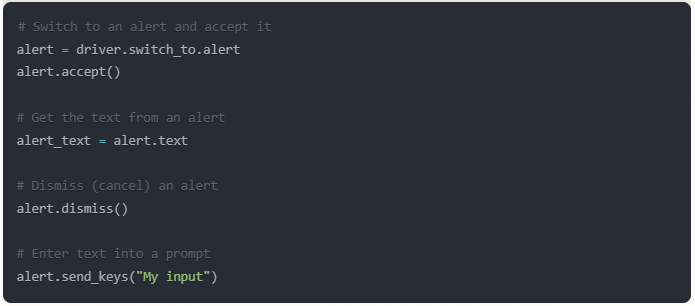 # Switch to an alert and accept it
alert = driver.switch_to.alert
alert.accept()
# Get the text from an alert
alert_text = alert.text
# Dismiss (cancel) an alert
alert.dismiss()
# Enter text into a prompt
alert.send_keys("My input")